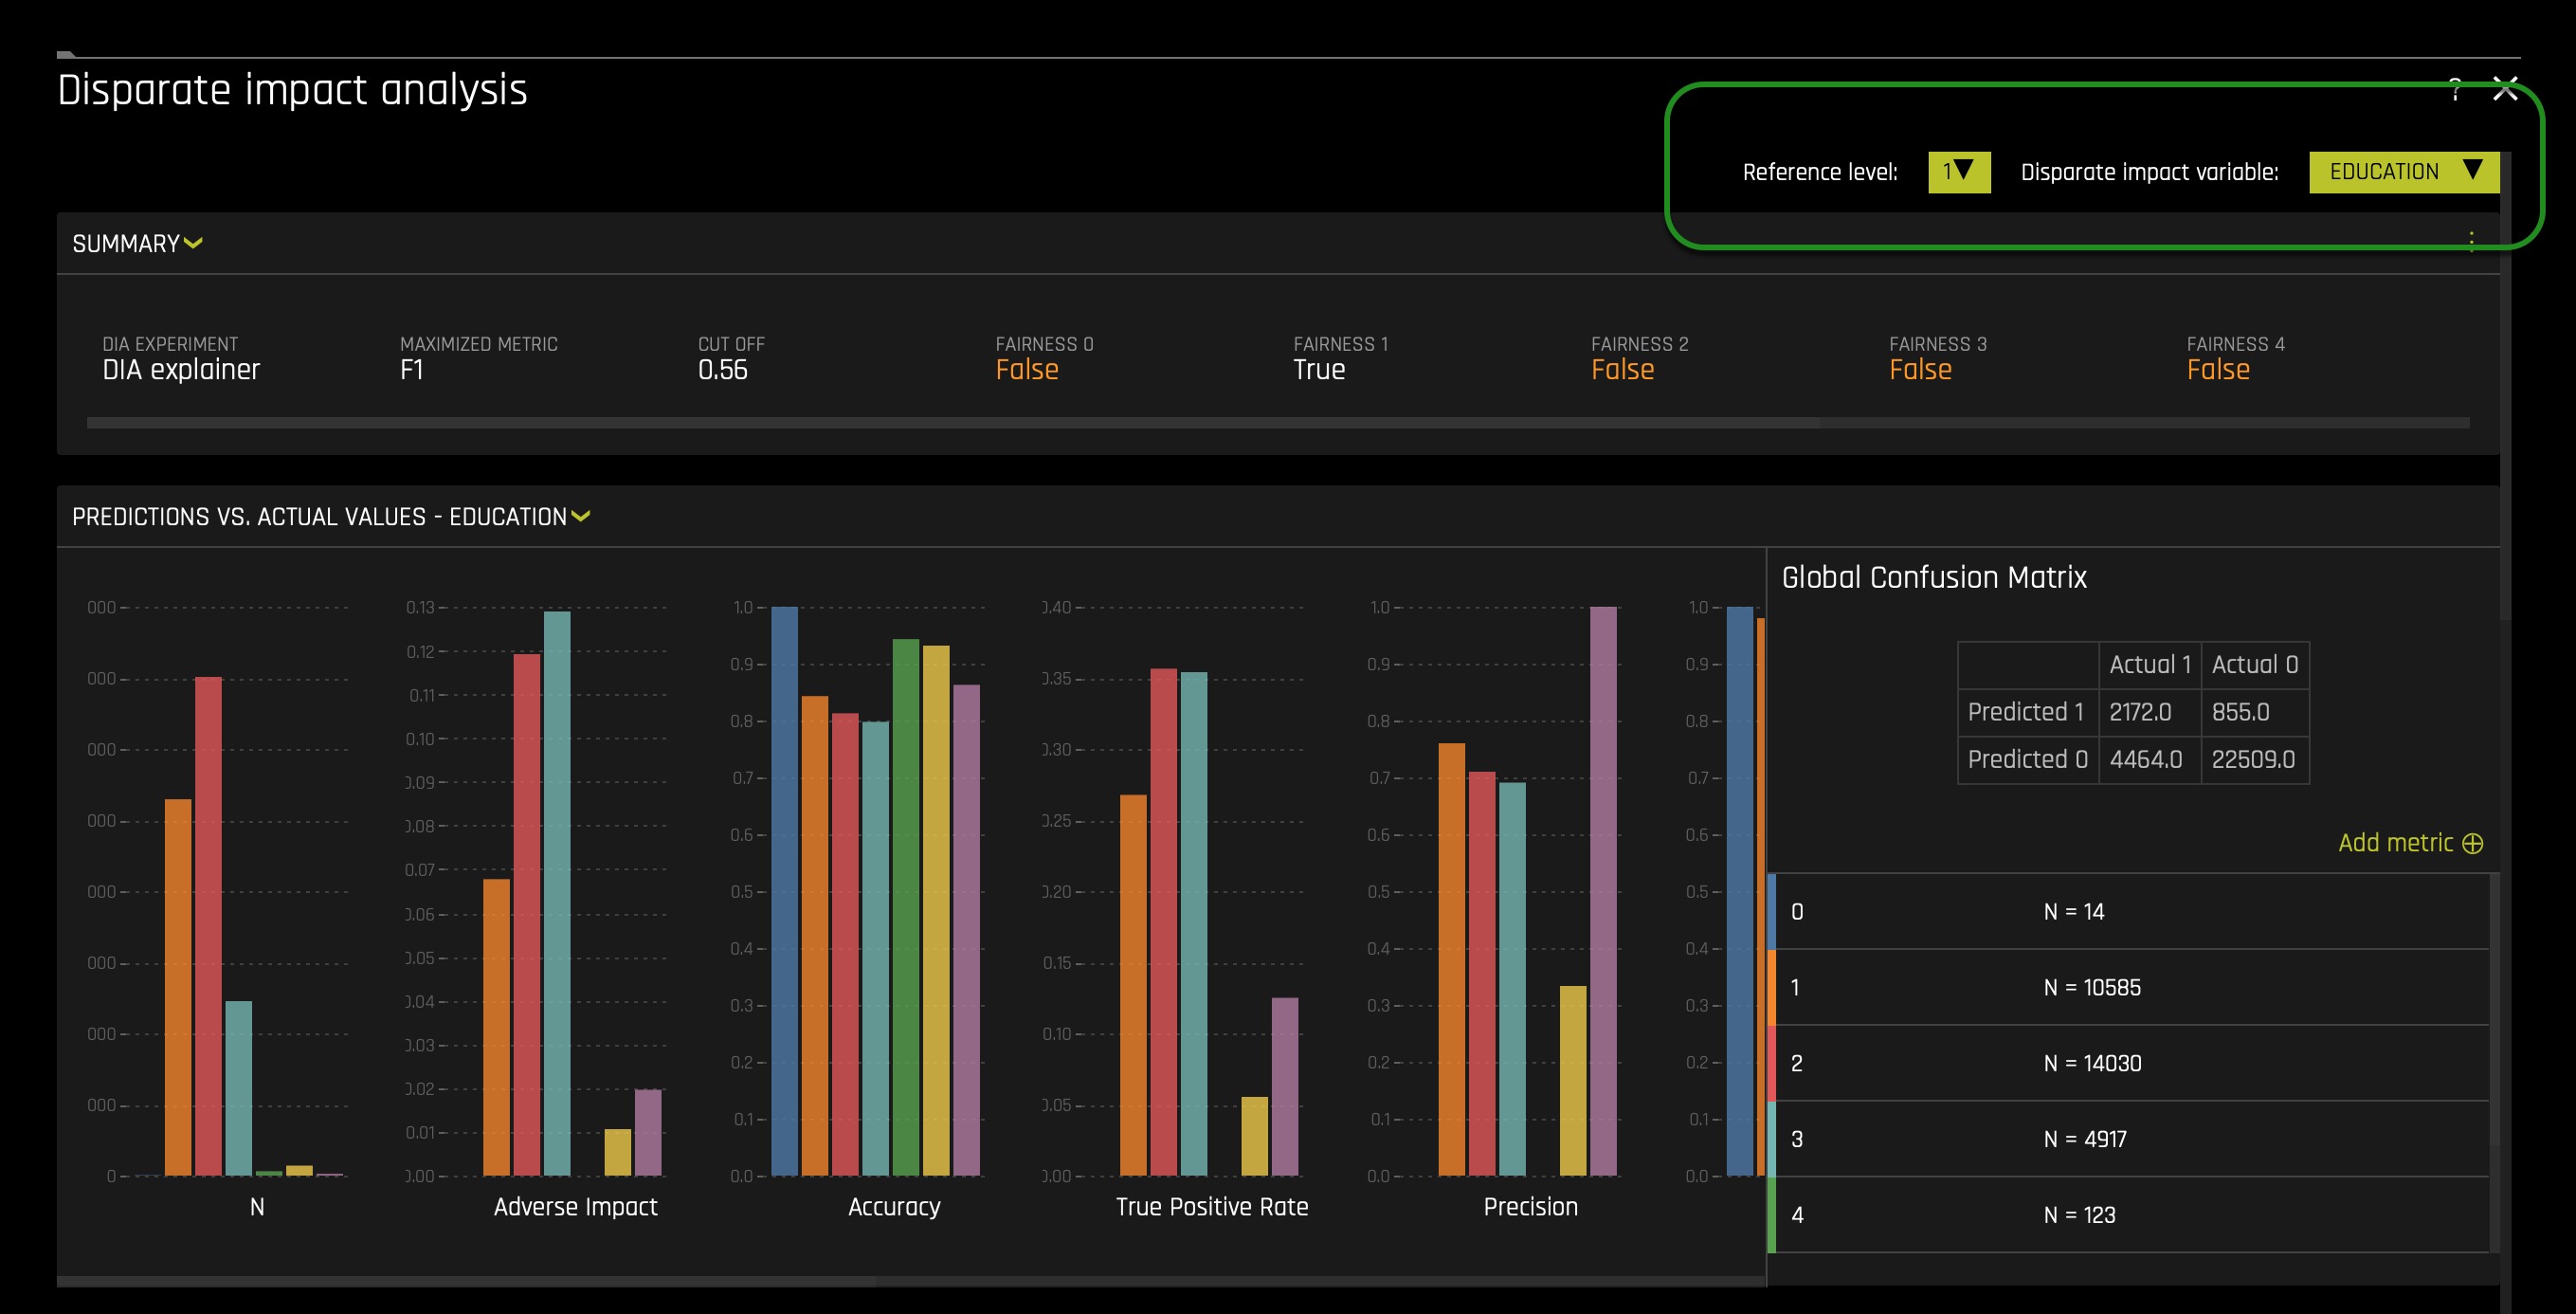 Disparate impact analysis
? X
Reference level: 1▼ Disparate impact variable: EDUCATION ▼
SUMMARY
DIA EXPERIMENT MAXIMIZED METRIC CUT OFF FAIRNESS 0 FAIRNESS 1 FAIRNESS 2 FAIRNESS 3 FAIRNESS 4
DIA explainer F1 0.56 False True False False False
PREDICTIONS VS. ACTUAL VALUES - EDUCATION
000
000
000
000
000
000
000
000
0
N
0.13
0.12
0.11
0.10
0.09
0.08
0.07
0.06
0.05
0.04
0.03
0.02
0.01
0.00
Adverse Impact
1.0
0.9
0.8
0.7
0.6
0.5
0.4
0.3
0.2
0.1
0.0
Accuracy
0.40
0.35
0.30
0.25
0.20
0.15
0.10
0.05
0.00
True Positive Rate
1.0
0.9
0.8
0.7
0.6
0.5
0.4
0.3
0.2
0.1
0.0
Precision
1.0
0.9
0.8
0.7
0.6
0.5
0.4
0.3
0.2
0.1
0.0
Global Confusion Matrix
Actual 1 Actual 0
Predicted 1 2172.0 855.0
Predicted 0 4464.0 22509.0
Add metric
0 N = 14
1 N = 10585
2 N = 14030
3 N = 4917
4 N = 123